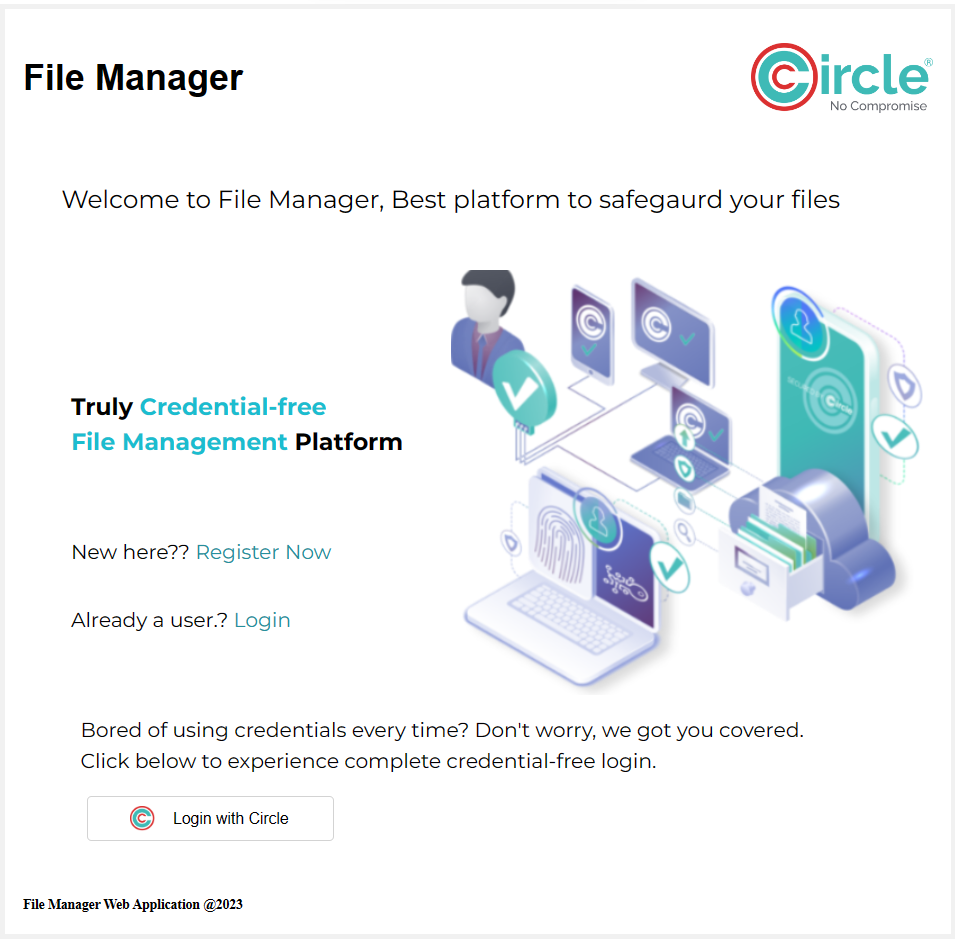 File Manager
Circle®
No Compromise
Welcome to File Manager, Best platform to safegaurd your files
Truly Credential-free
File Management Platform
New here?? Register Now
Already a user.? Login
Bored of using credentials every time? Don't worry, we got you covered.
Click below to experience complete credential-free login.
Login with Circle
File Manager Web Application @2023